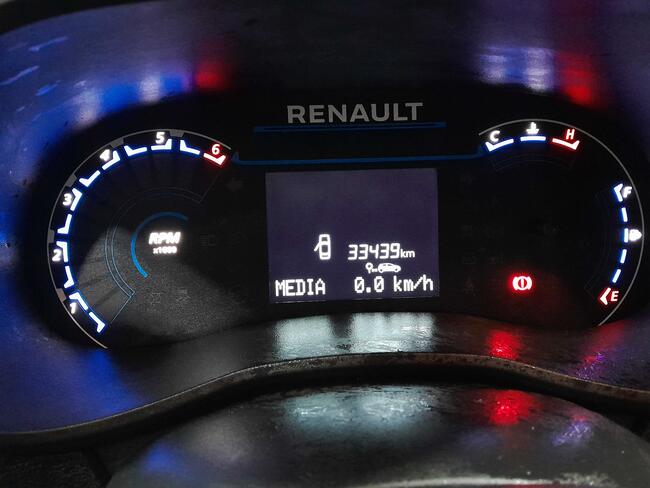 RENAULT
6
5
4
3
2
1
RPM
x1000
C
H
F
E
33439km
MEDIA 0.0 km/h